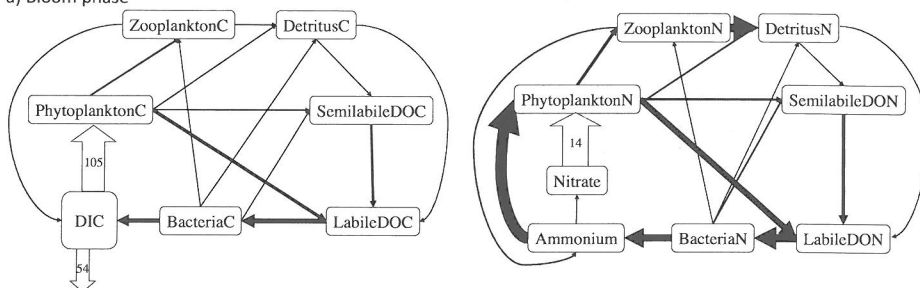 a) Bloom phase
ZooplanktonC
DetritusC
PhytoplanktonC
SemilabileDOC
105
DIC
BacteriaC
LabileDOC
54
ZooplanktonN
DetritusN
PhytoplanktonN
SemilabileDON
14
Nitrate
Ammonium
BacteriaN
LabileDON